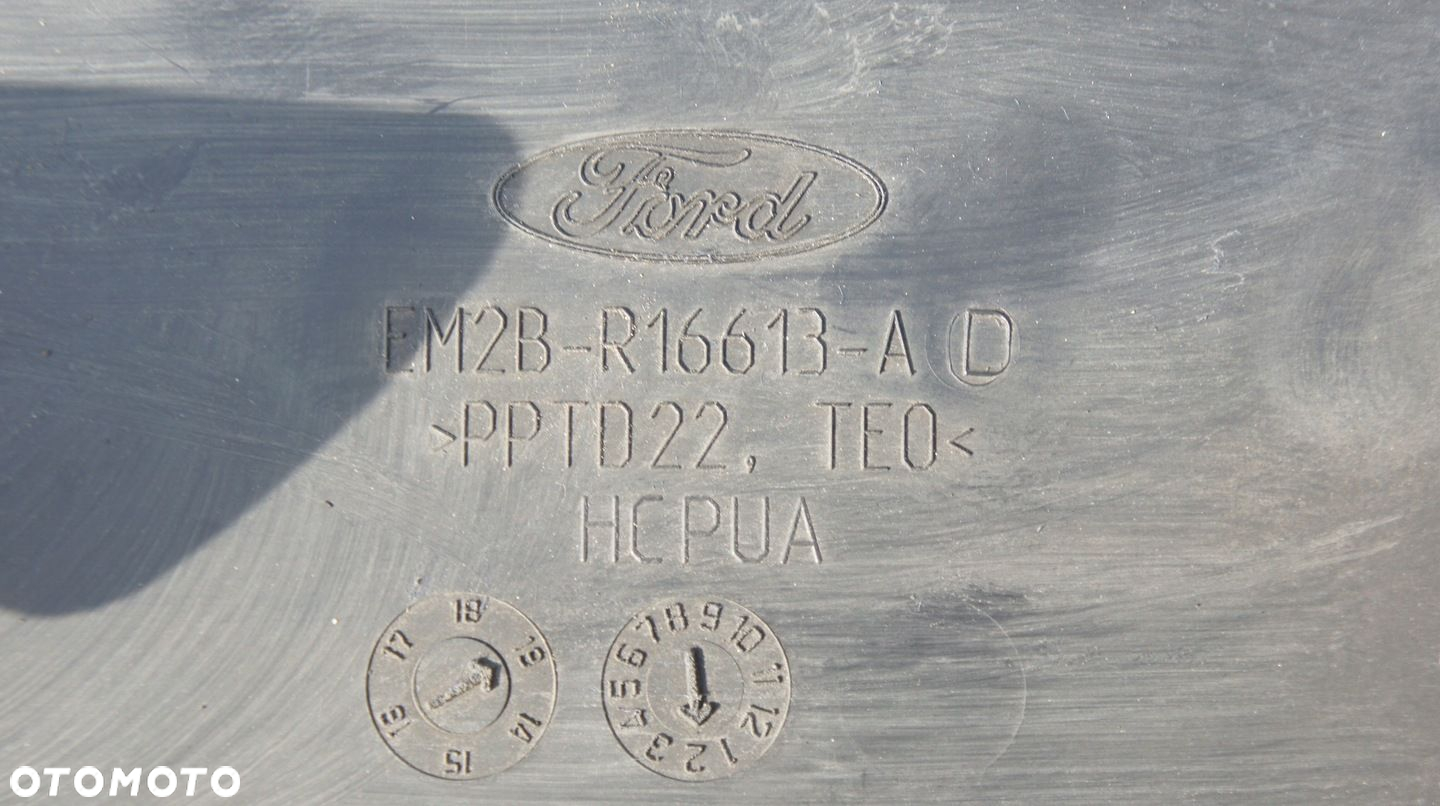 Ford
EM2B-R16613-A D
>PPTD22, TEO<
HCPUA
14 15 16 17 18 19
1 2 3 4 5 6 7 8 9 10 11 12
OTOMOTO